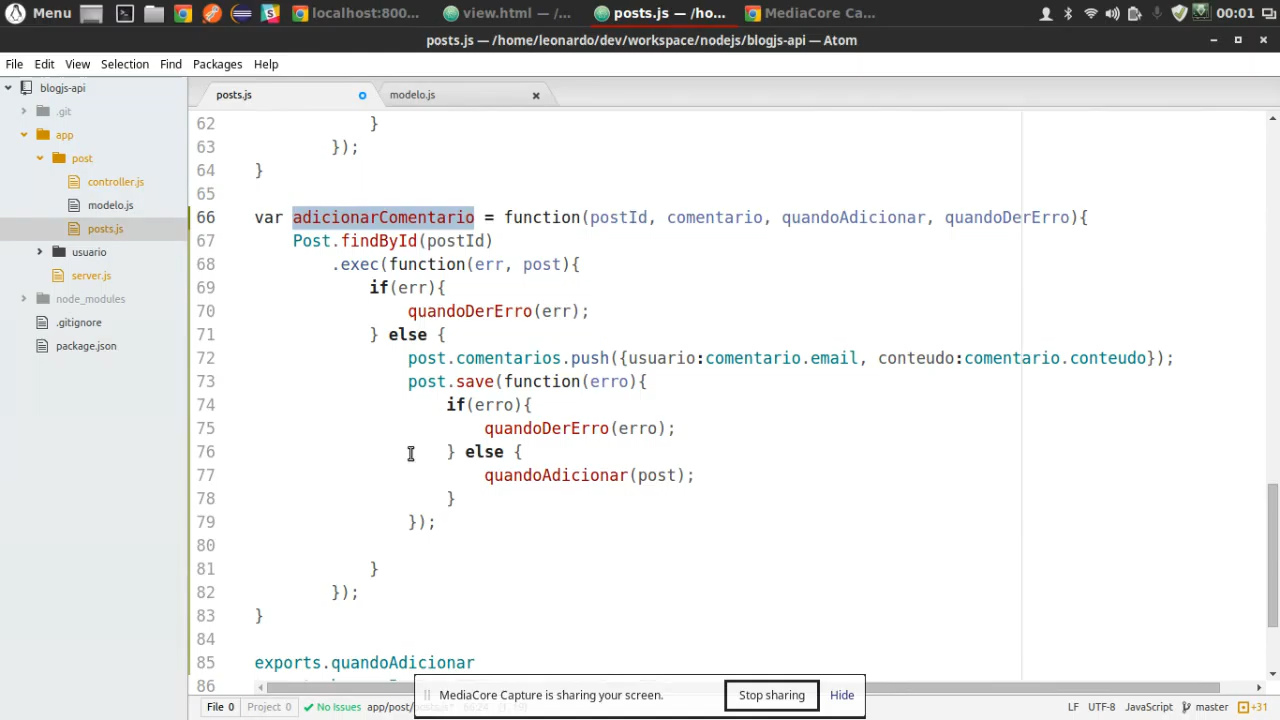 Menu
localhost:800...
view.html — /...
posts.js — /ho...
MediaCore Ca...
00:01
posts.js — /home/leonardo/dev/workspace/nodejs/blogjs-api — Atom
File Edit View Selection Find Packages Help
blogjs-api
.git
app
post
controller.js
modelo.js
posts.js
usuario
server.js
node_modules
.gitignore
package.json
posts.js
modelo.js
62 }
63 });
64 }
65
66 var adicionarComentario = function(postId, comentario, quandoAdicionar, quandoDerErro){
67 Post.findById(postId)
68 .exec(function(err, post){
69 if(err){
70 quandoDerErro(err);
71 } else {
72 post.comentarios.push({usuario:comentario.email, conteudo:comentario.conteudo});
73 post.save(function(erro){
74 if(erro){
75 quandoDerErro(erro);
76 } else {
77 quandoAdicionar(post);
78 }
79 });
80
81 }
82 });
83 }
84
85 exports.quandoAdicionar
86
MediaCore Capture is sharing your screen. Stop sharing Hide
File 0 Project 0 No Issues LF UTF-8 JavaScript master +31